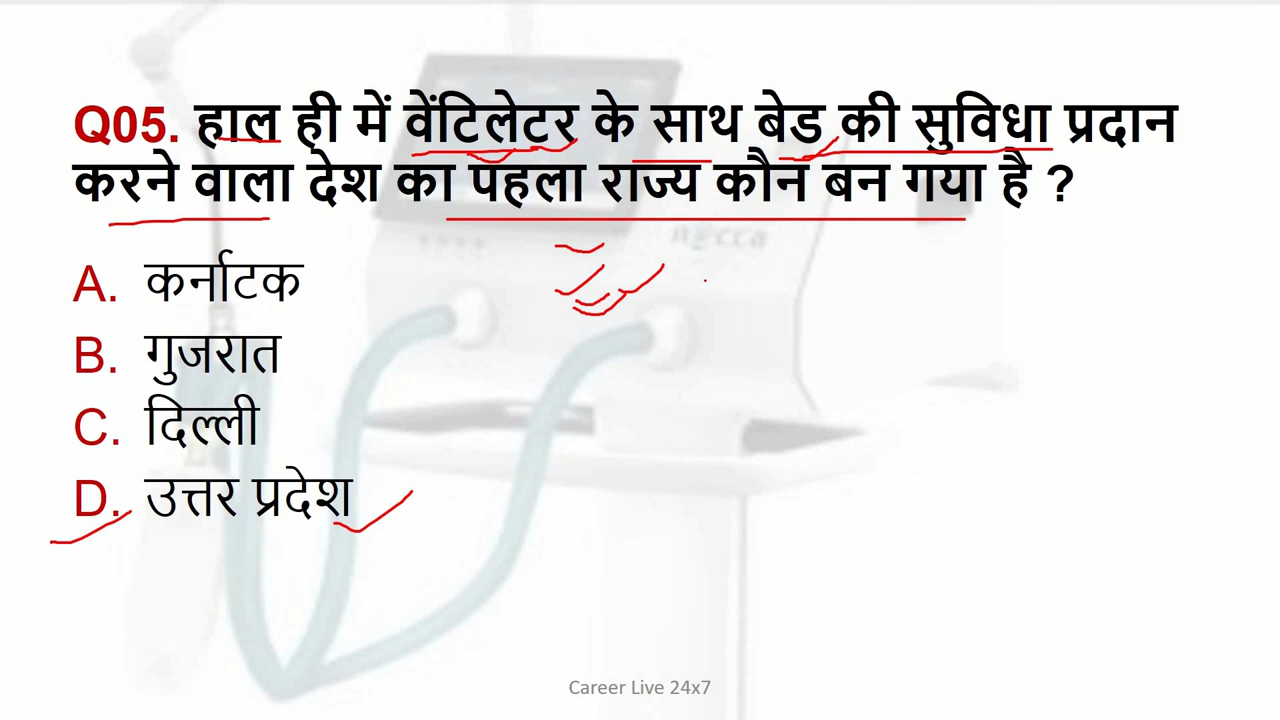 Q05. हाल ही में वेंटिलेटर के साथ बेड की सुविधा प्रदान
करने वाला देश का पहला राज्य कौन बन गया है ?
A. कर्नाटक
B. गुजरात
C. दिल्ली
D. उत्तर प्रदेश
Career Live 24x7